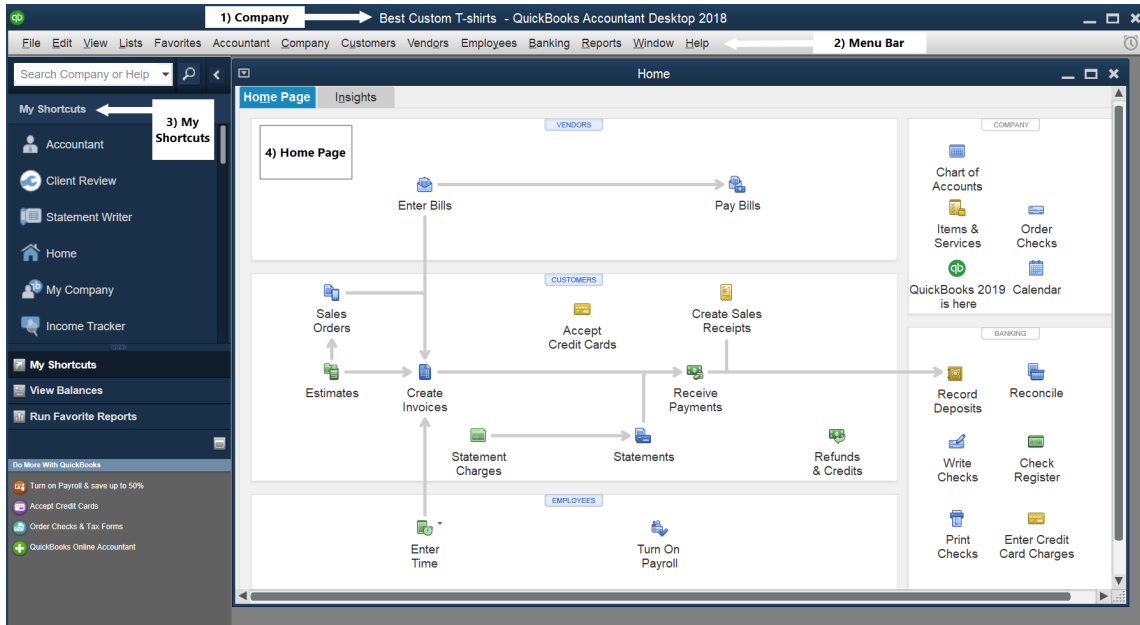 qb
1) Company
Best Custom T-shirts - QuickBooks Accountant Desktop 2018
File Edit View Lists Favorites Accountant Company Customers Vendors Employees Banking Reports Window Help
2) Menu Bar
Search Company or Help
My Shortcuts
3) My
Shortcuts
Accountant
Client Review
Statement Writer
Home
My Company
Income Tracker
My Shortcuts
View Balances
Run Favorite Reports
Do More With QuickBooks
Turn on Payroll & save up to 50%
Accept Credit Cards
Order Checks & Tax Forms
QuickBooks Online Accountant
Home
Home Page Insights
4) Home Page
VENDORS
Enter Bills
Pay Bills
CUSTOMERS
Sales
Orders
Accept
Credit Cards
Create Sales
Receipts
Estimates
Create
Invoices
Receive
Payments
Statement
Charges
Statements
Refunds
& Credits
EMPLOYEES
Enter
Time
Turn On
Payroll
COMPANY
Chart of
Accounts
Items &
Services
Order
Checks
qb
QuickBooks 2019
is here
Calendar
BANKING
Record
Deposits
Reconcile
Write
Checks
Check
Register
Print
Checks
Enter Credit
Card Charges